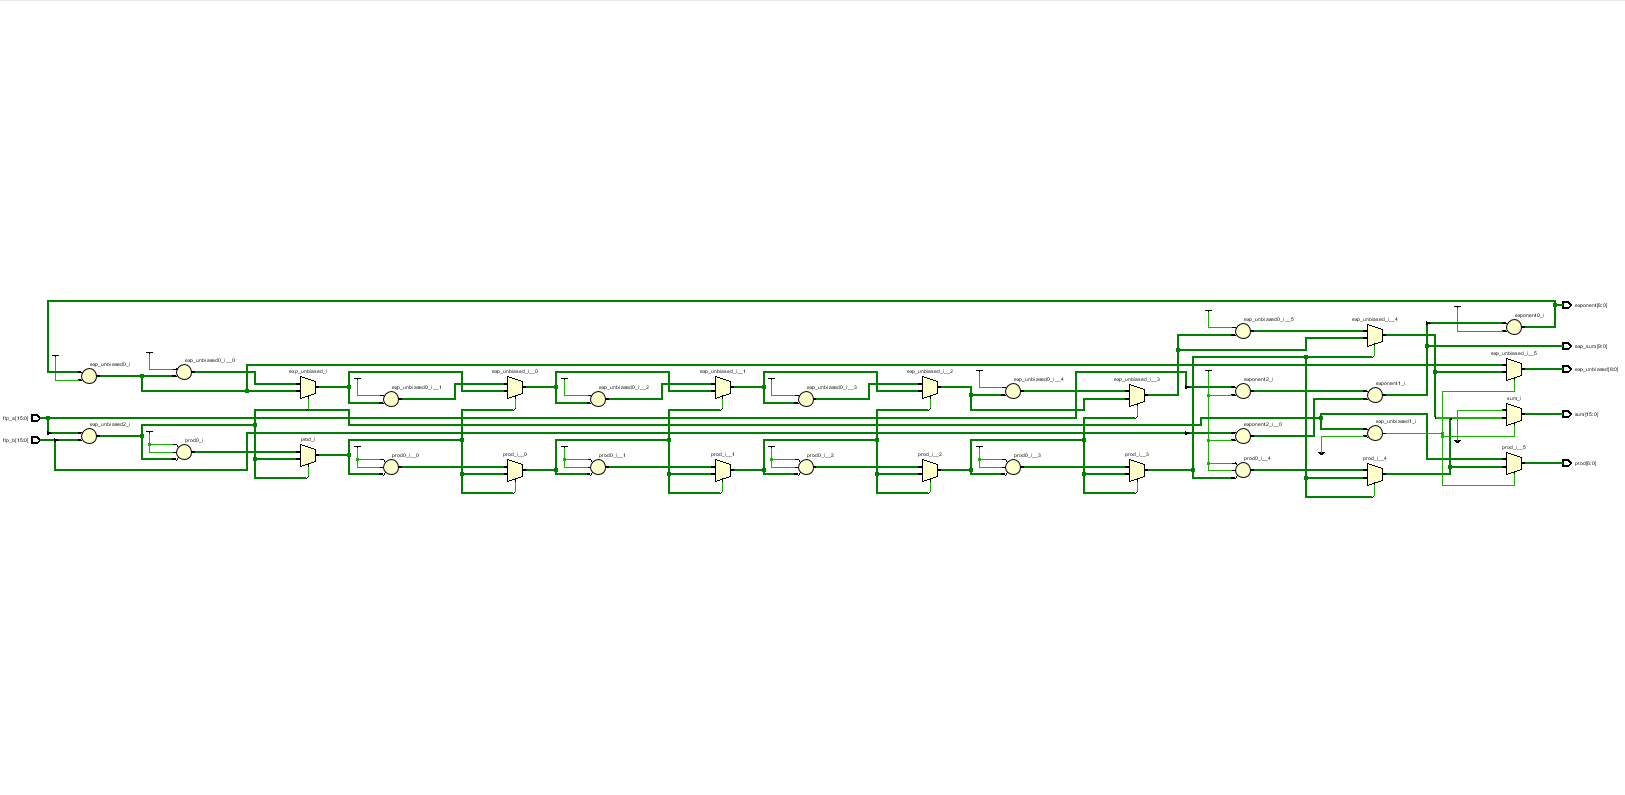 exponent[8:0]
exponent0_i
exp_unbiased0_i__5
exp_unbiased_i__4
exp_sum[9:0]
exp_unbiased_i__5
exp_unbiased0_i
exp_unbiased0_i__0
exp_unbiased[8:0]
exp_unbiased_i
exp_unbiased_i__0
exp_unbiased_i__1
exp_unbiased_i__2
exp_unbiased0_i__4
exp_unbiased_i__3
exponent2_i
exponent1_i
exp_unbiased0_i__1
exp_unbiased0_i__2
exp_unbiased0_i__3
sum_i
sum[15:0]
flp_a[15:0]
exp_unbiased2_i
exponent2_i__0
exp_unbiased1_i
flp_b[15:0]
prod0_i
prod_i
prod_i__5
prod0_i__0
prod_i__0
prod0_i__1
prod_i__1
prod0_i__2
prod_i__2
prod0_i__3
prod_i__3
prod0_i__4
prod_i__4
prod[6:0]